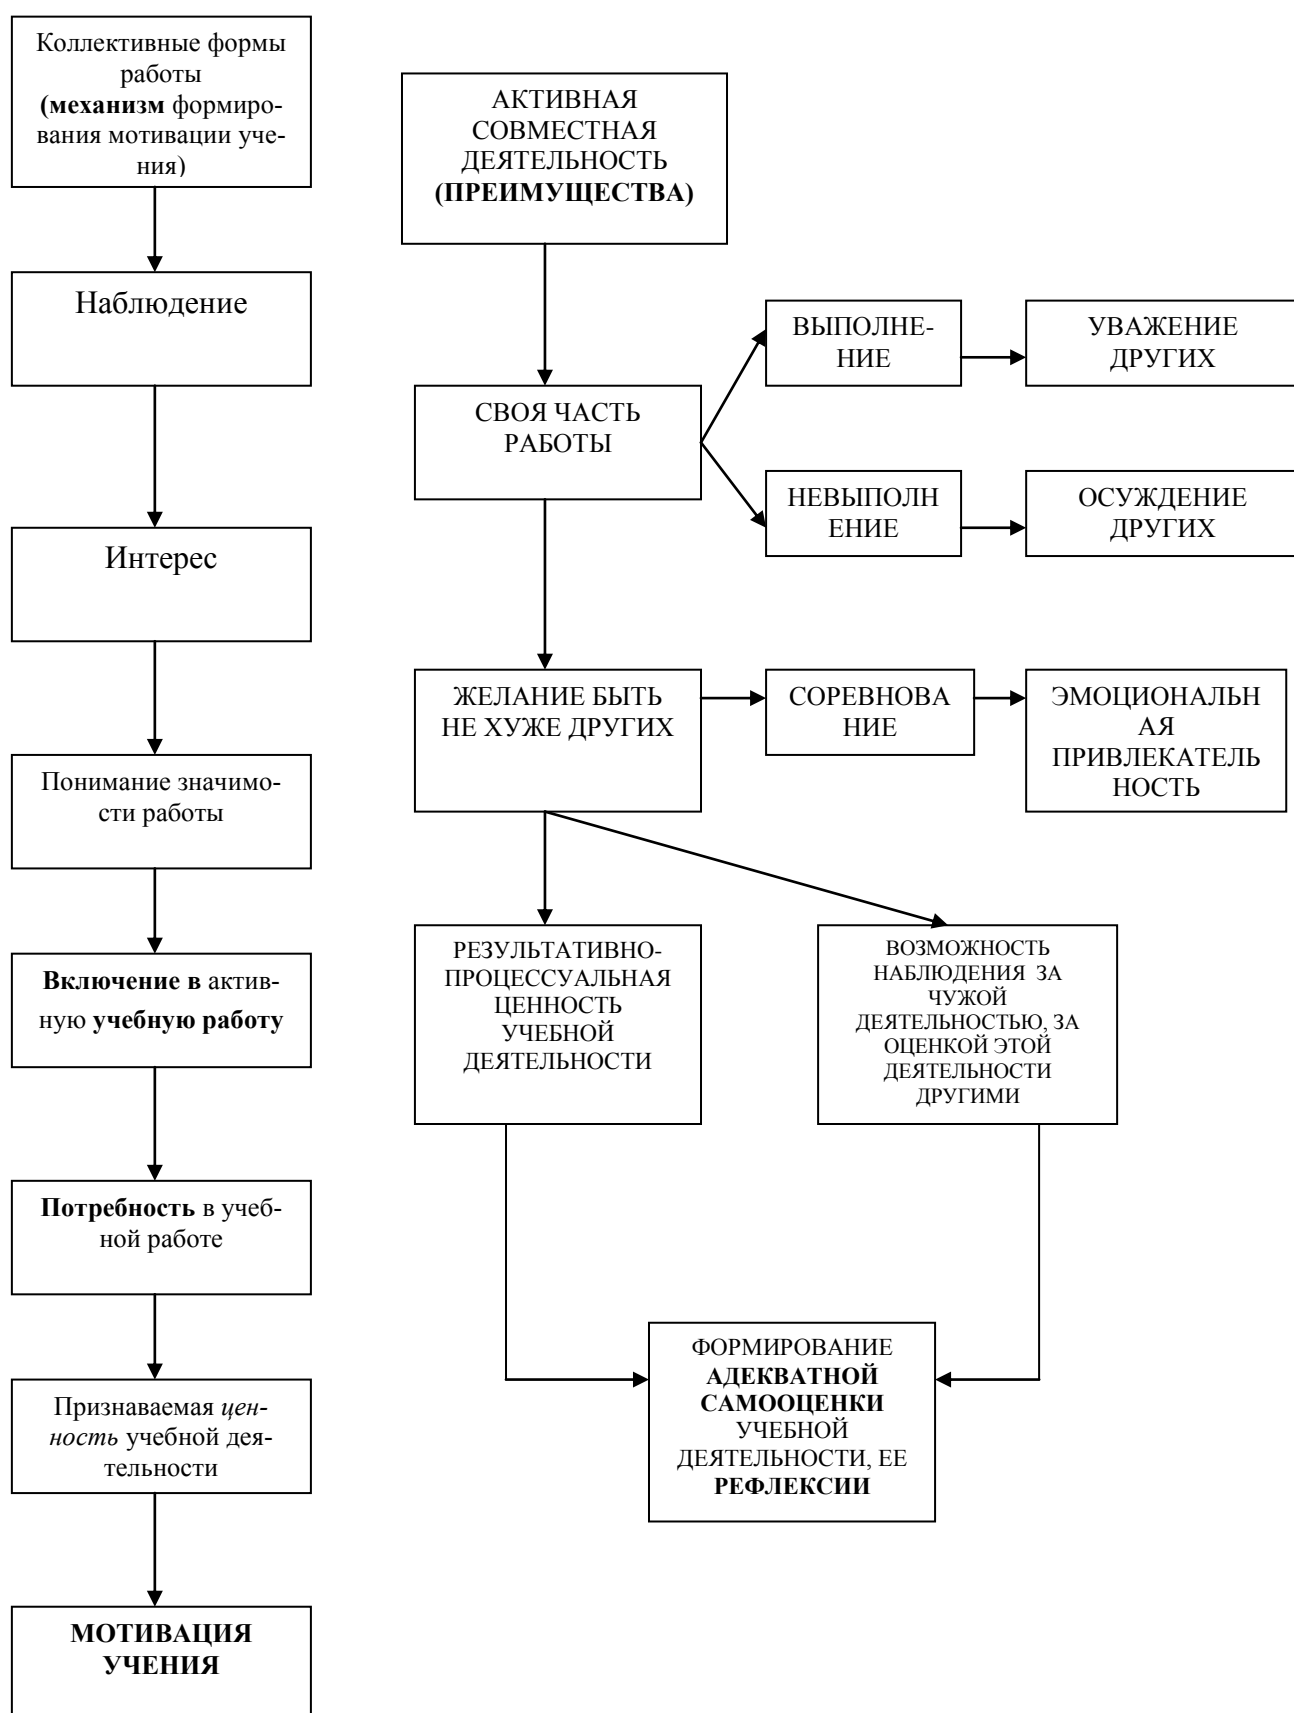 Коллективные формы
работы
(механизм формиро-
вания мотивации уче-
ния)
Наблюдение
Интерес
Понимание значимо-
сти работы
Включение в актив-
ную учебную работу
Потребность в учеб-
ной работе
Признаваемая цен-
ность учебной дея-
тельности
МОТИВАЦИЯ
УЧЕНИЯ
АКТИВНАЯ
СОВМЕСТНАЯ
ДЕЯТЕЛЬНОСТЬ
(ПРЕИМУЩЕСТВА)
СВОЯ ЧАСТЬ
РАБОТЫ
ВЫПОЛНЕ-
НИЕ
УВАЖЕНИЕ
ДРУГИХ
НЕВЫПОЛН
ЕНИЕ
ОСУЖДЕНИЕ
ДРУГИХ
ЖЕЛАНИЕ БЫТЬ
НЕ ХУЖЕ ДРУГИХ
СОРЕВНОВА
НИЕ
ЭМОЦИОНАЛЬН
АЯ
ПРИВЛЕКАТЕЛЬ
НОСТЬ
РЕЗУЛЬТАТИВНО-
ПРОЦЕССУАЛЬНАЯ
ЦЕННОСТЬ
УЧЕБНОЙ
ДЕЯТЕЛЬНОСТИ
ВОЗМОЖНОСТЬ
НАБЛЮДЕНИЯ ЗА
ЧУЖОЙ
ДЕЯТЕЛЬНОСТЬЮ, ЗА
ОЦЕНКОЙ ЭТОЙ
ДЕЯТЕЛЬНОСТИ
ДРУГИМИ
ФОРМИРОВАНИЕ
АДЕКВАТНОЙ
САМООЦЕНКИ
УЧЕБНОЙ
ДЕЯТЕЛЬНОСТИ, ЕЕ
РЕФЛЕКСИИ